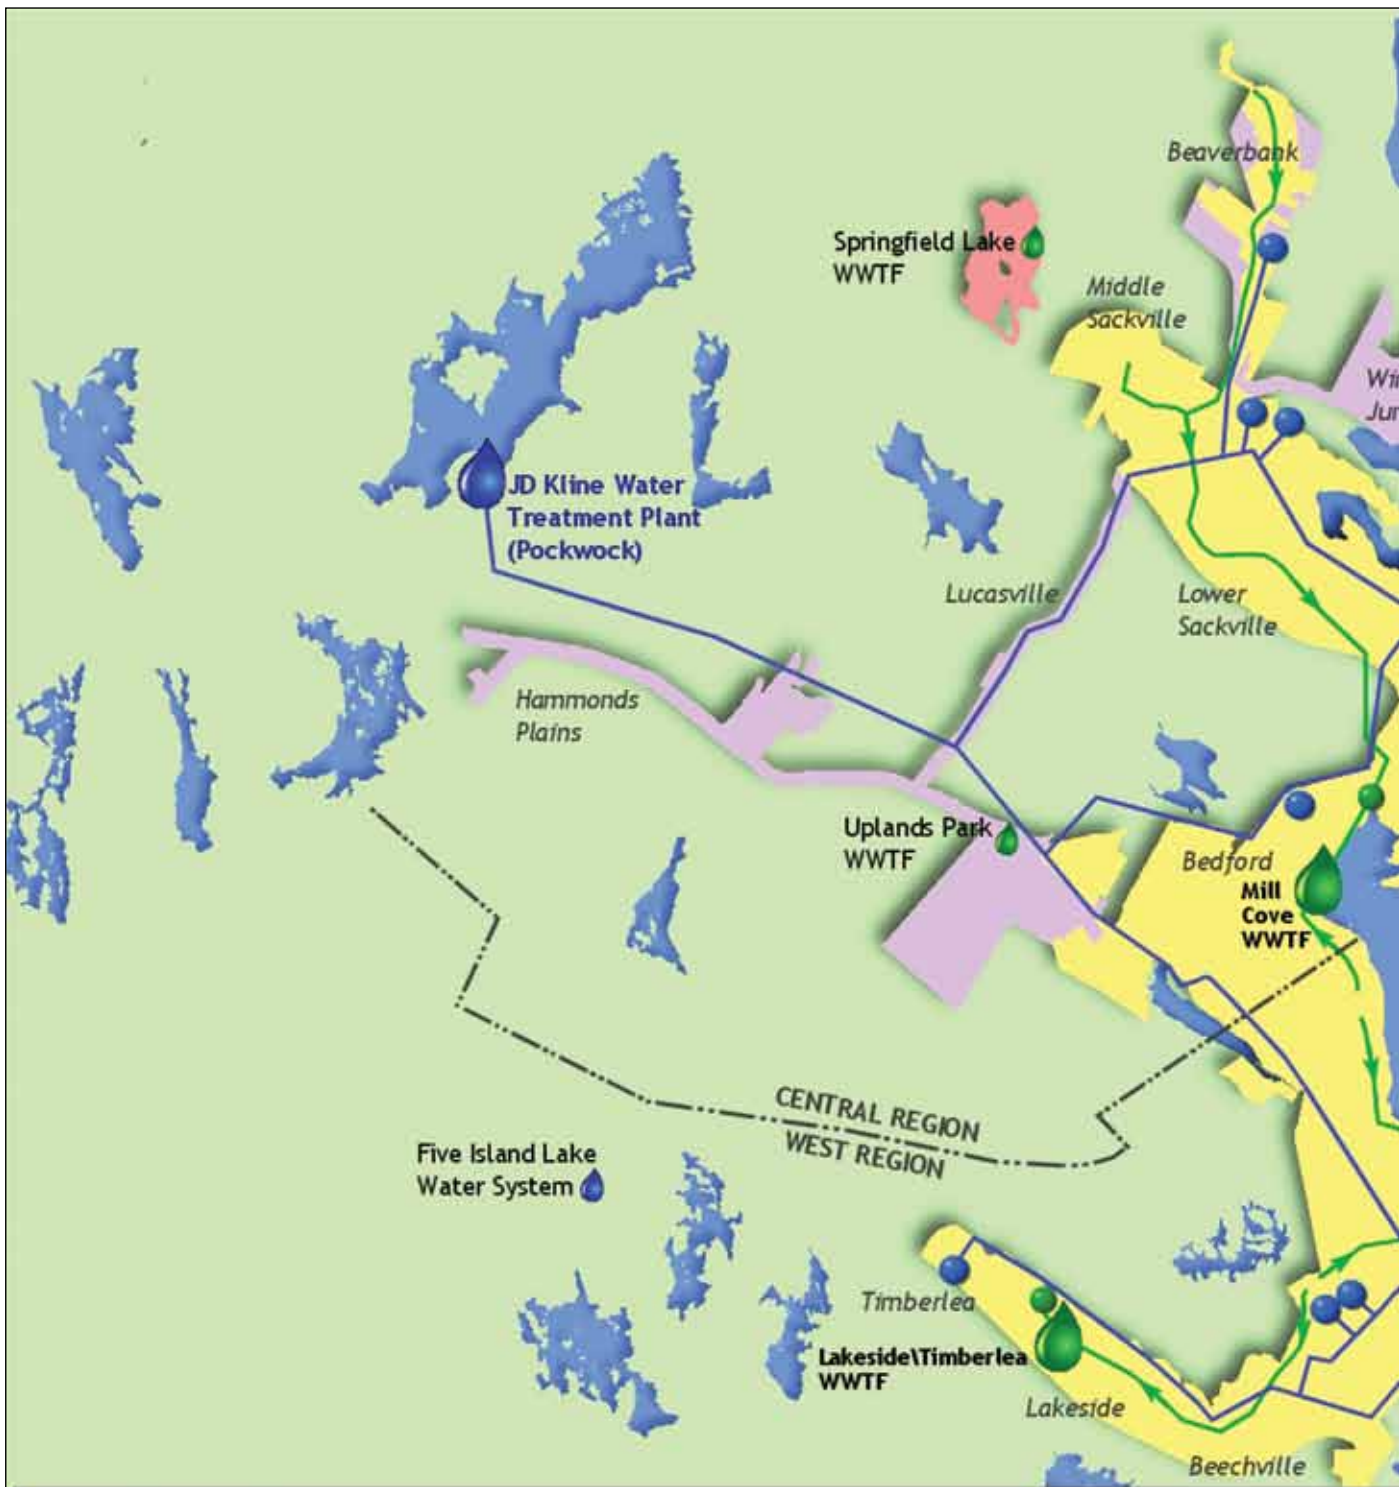 Beaverbank
Springfield Lake
WWTF
Middle
Sackville
JD Kline Water
Treatment Plant
(Pockwock)
Lucasville
Lower
Sackville
Hammonds
Plains
Uplands Park
WWTF
Bedford
Mill
Cove
WWTF
CENTRAL REGION
WEST REGION
Five Island Lake
Water System
Timberlea
Lakeside\Timberlea
WWTF
Lakeside
Beechville